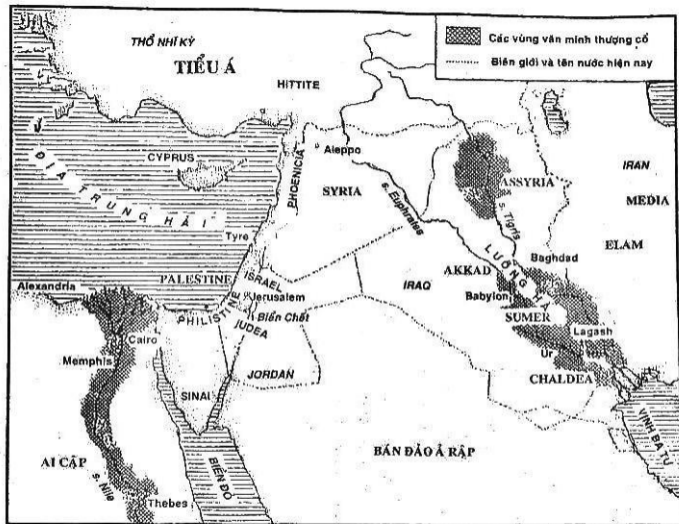 THỔ NHĨ KỲ
TIỂU Á
HITTITE
Các vùng văn minh thượng cổ
Biên giới và tên nước hiện nay
CYPRUS
Aleppo
PHOENICIA
SYRIA
ASSYRIA
IRAN
MEDIA
ĐỊA TRUNG HẢI
s. Euphrates
s. Tigris
Tyre
ELAM
LƯỠNG HÀ
Baghdad
PALESTINE
ISRAEL
AKKAD
IRAQ
Alexandria
Jerusalem
Babylon
PHILISTINE
Biển Chết
SUMER
JUDEA
Lagash
Cairo
Memphis
Ur
JORDAN
CHALDEA
SINAI
VỊNH BA TƯ
BÁN ĐẢO Ả RẬP
AI CẬP
s. Nile
BIỂN ĐỎ
Thebes